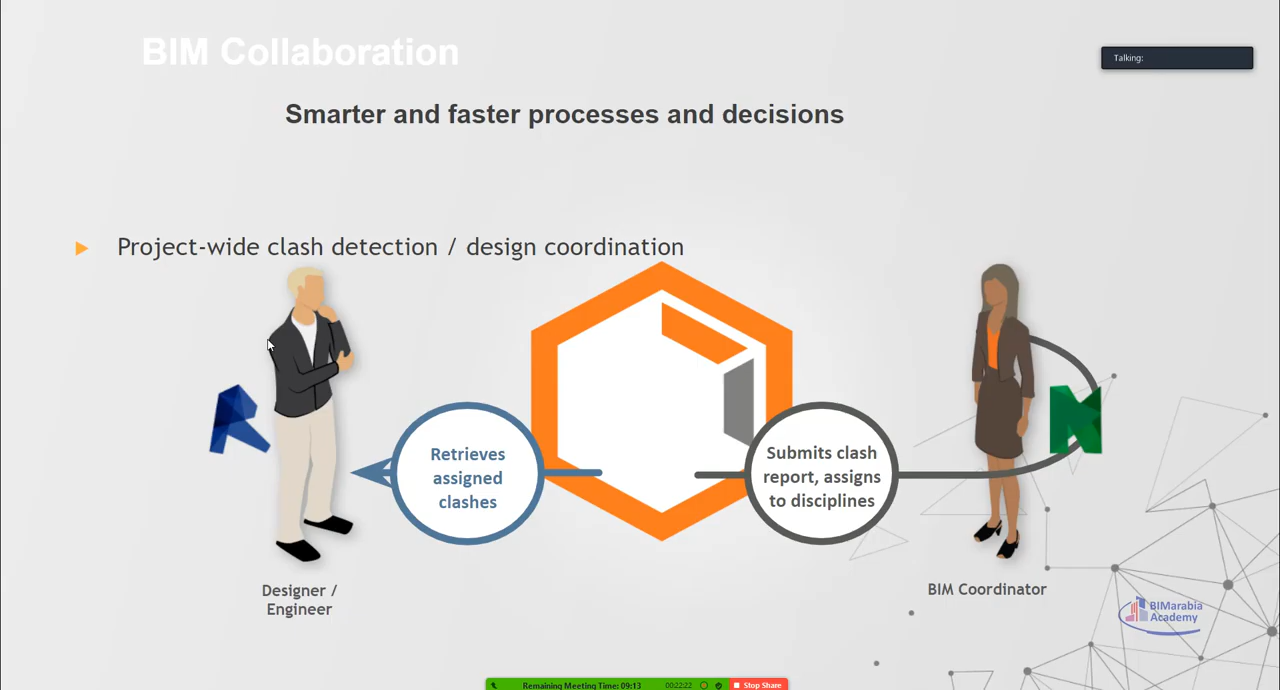 BIM Collaboration
Talking:
Smarter and faster processes and decisions
Project-wide clash detection / design coordination
Retrieves
assigned
clashes
Submits clash
report, assigns
to disciplines
Designer /
Engineer
BIM Coordinator
BIMarabia
Academy
Remaining Meeting Time: 09:13
00:22:22
Stop Share